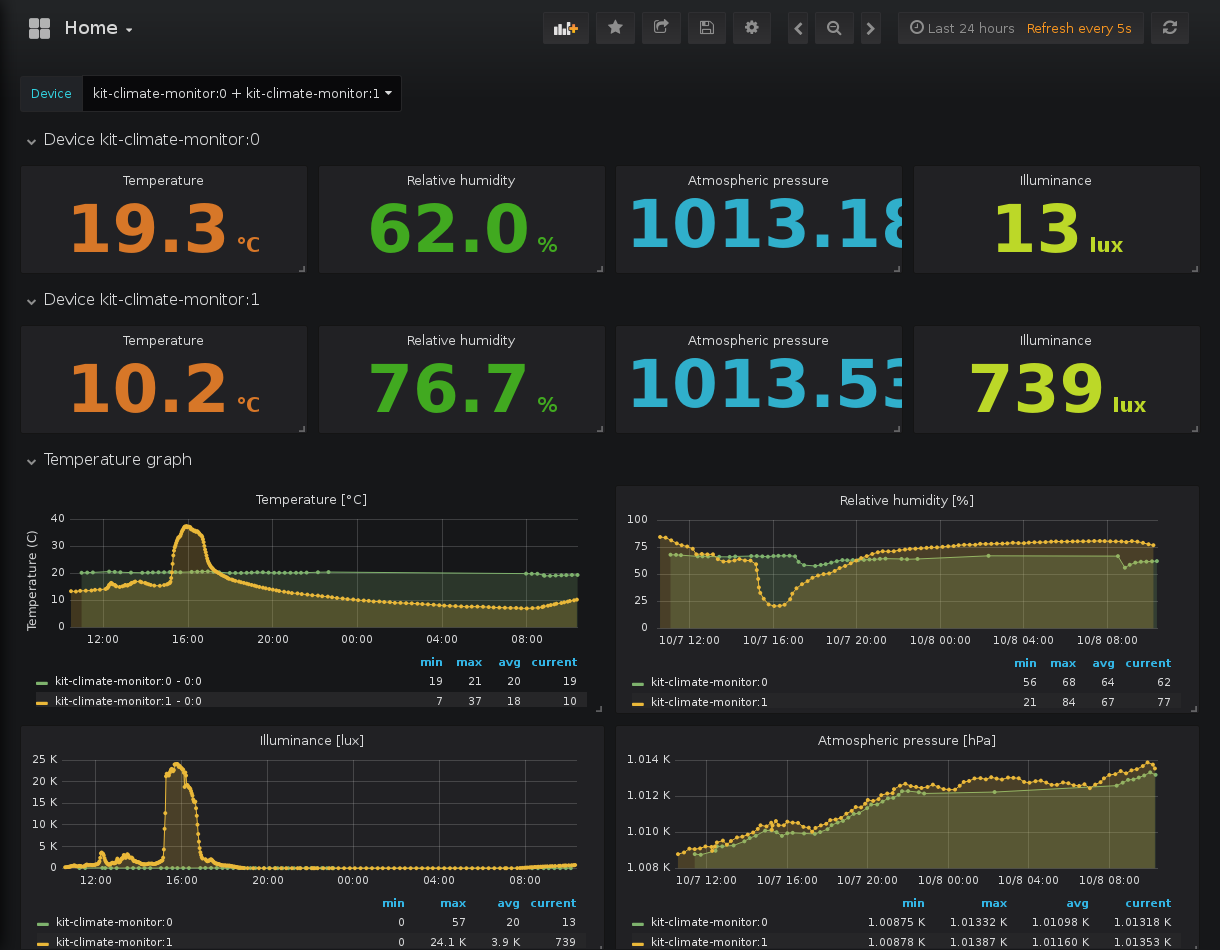 Home
Last 24 hours Refresh every 5s
Device kit-climate-monitor:0 + kit-climate-monitor:1
Device kit-climate-monitor:0
Temperature Relative humidity Atmospheric pressure Illuminance
19.3 °C 62.0 % 1013.18 13 lux
Device kit-climate-monitor:1
Temperature Relative humidity Atmospheric pressure Illuminance
10.2 °C 76.7 % 1013.53 739 lux
Temperature graph
Temperature [°C]
Temperature (C)
40
30
20
10
0
12:00 16:00 20:00 00:00 04:00 08:00
min max avg current
kit-climate-monitor:0 - 0:0 19 21 20 19
kit-climate-monitor:1 - 0:0 7 37 18 10
Relative humidity [%]
100
75
50
25
0
10/7 12:00 10/7 16:00 10/7 20:00 10/8 00:00 10/8 04:00 10/8 08:00
min max avg current
kit-climate-monitor:0 56 68 64 62
kit-climate-monitor:1 21 84 67 77
Illuminance [lux]
25 K
20 K
15 K
10 K
5 K
0
12:00 16:00 20:00 00:00 04:00 08:00
min max avg current
kit-climate-monitor:0 0 57 20 13
kit-climate-monitor:1 0 24.1 K 3.9 K 739
Atmospheric pressure [hPa]
1.014 K
1.012 K
1.010 K
1.008 K
10/7 12:00 10/7 16:00 10/7 20:00 10/8 00:00 10/8 04:00 10/8 08:00
min max avg current
kit-climate-monitor:0 1.00875 K 1.01332 K 1.01098 K 1.01318 K
kit-climate-monitor:1 1.00878 K 1.01387 K 1.01160 K 1.01353 K